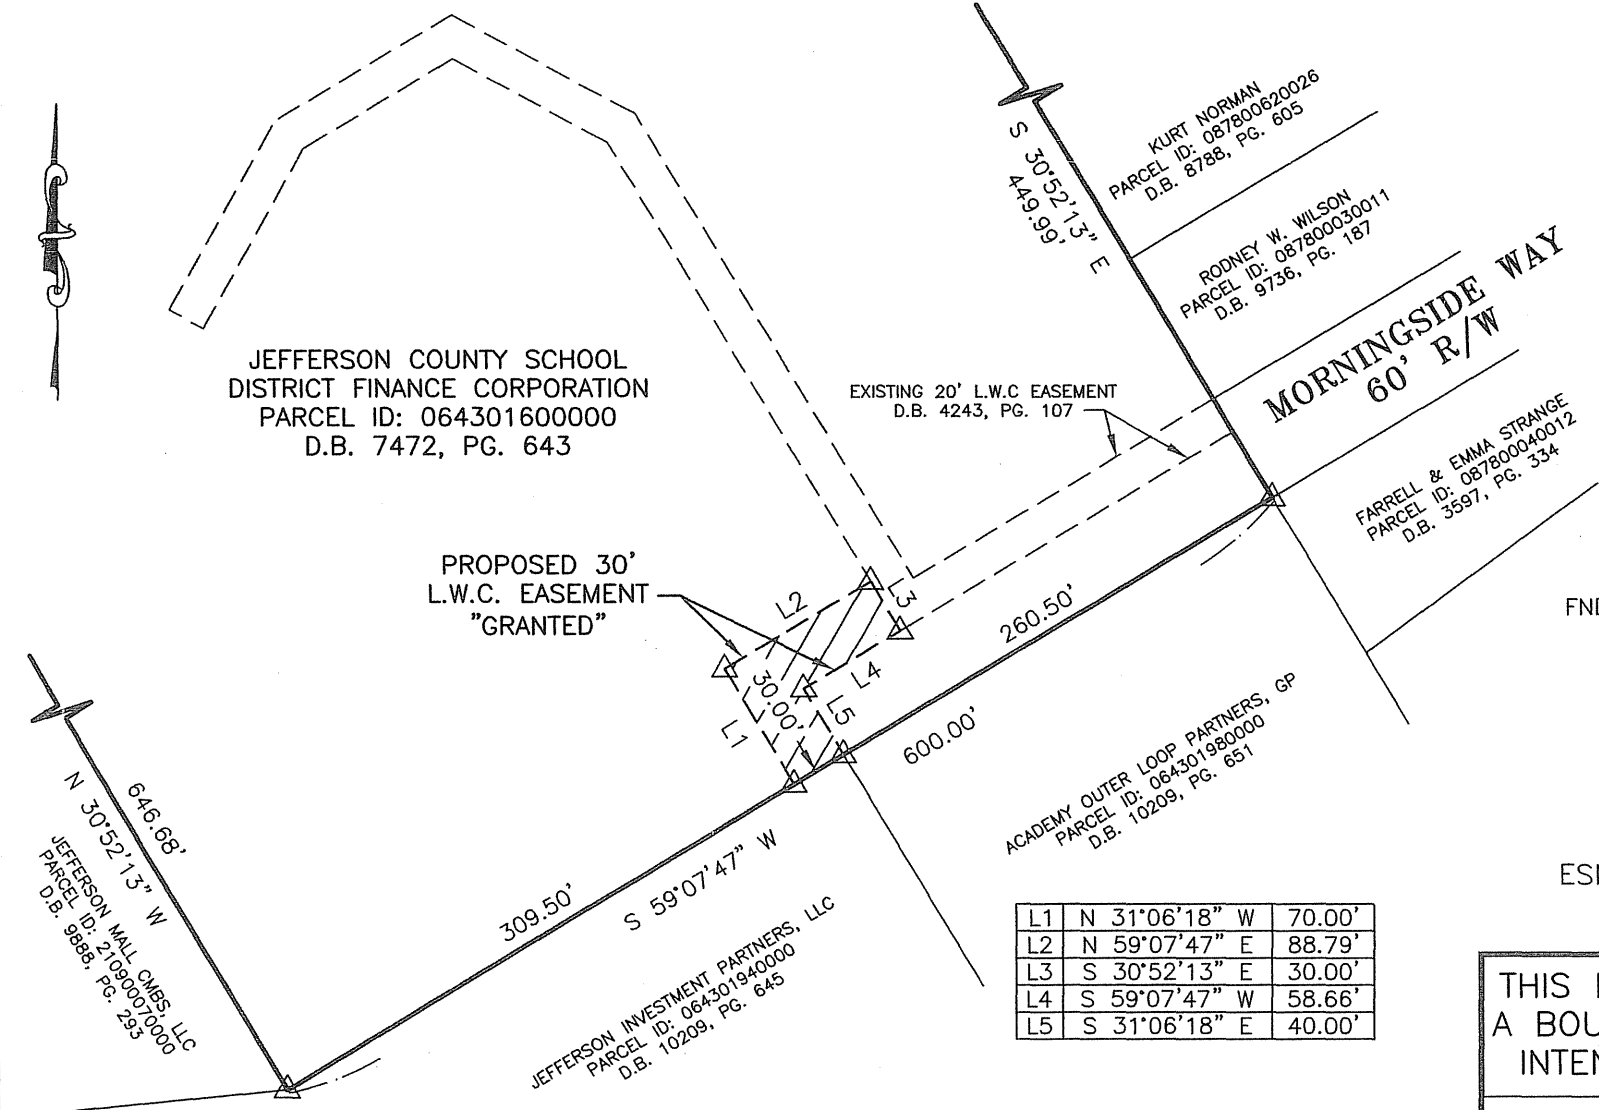 KURT NORMAN
PARCEL ID: 087800620026
D.B. 8788, PG. 605
S 30°52'13" E
449.99'
RODNEY W. WILSON
PARCEL ID: 087800030011
D.B. 9736, PG. 187
MORNINGSIDE WAY
60' R/W
JEFFERSON COUNTY SCHOOL
DISTRICT FINANCE CORPORATION
PARCEL ID: 064301600000
D.B. 7472, PG. 643
EXISTING 20' L.W.C EASEMENT
D.B. 4243, PG. 107
FARRELL & EMMA STRANGE
PARCEL ID: 087800040012
D.B. 3597, PG. 334
PROPOSED 30'
L.W.C. EASEMENT
"GRANTED"
L2
L3
L4
L5
L1
30.00'
260.50'
600.00'
FND
ACADEMY OUTER LOOP PARTNERS, GP
PARCEL ID: 064301980000
D.B. 10209, PG. 651
646.68'
N 30°52'13" W
JEFFERSON MALL CMBS, LLC
PARCEL ID: 210900070000
D.B. 9888, PG. 293
309.50'
S 59°07'47" W
JEFFERSON INVESTMENT PARTNERS, LLC
PARCEL ID: 064301940000
D.B. 10209, PG. 645
L1 N 31°06'18" W 70.00'
L2 N 59°07'47" E 88.79'
L3 S 30°52'13" E 30.00'
L4 S 59°07'47" W 58.66'
L5 S 31°06'18" E 40.00'
THIS
A BOU
INTEN